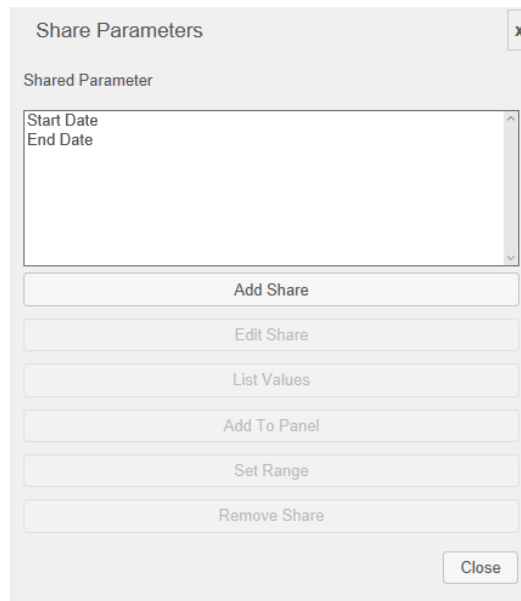 Share Parameters
x
Shared Parameter
Start Date
End Date
Add Share
Edit Share
List Values
Add To Panel
Set Range
Remove Share
Close